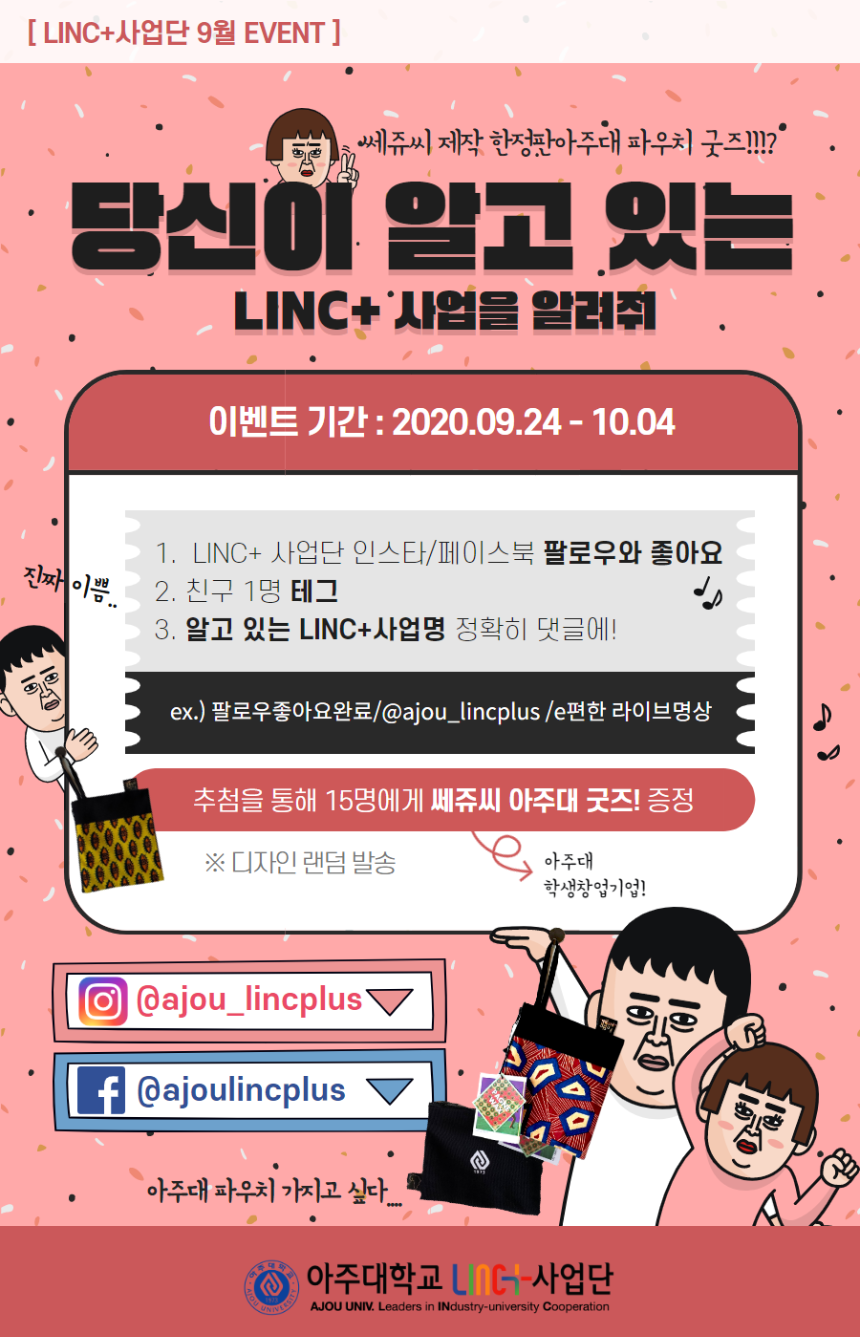 [ LINC+사업단 9월 EVENT ]
쎄쥬씨 제작 한정판아주대 파우치 굿즈!!!?
당신이 알고 있는
LINC+ 사업을 알려줘
이벤트 기간 : 2020.09.24 - 10.04
1. LINC+ 사업단 인스타/페이스북 팔로우와 좋아요
2. 친구 1명 테그
3. 알고 있는 LINC+사업명 정확히 댓글에!
진짜 이쁨..
ex.) 팔로우좋아요완료/@ajou_lincplus /e편한 라이브명상
추첨을 통해 15명에게 쎄쥬씨 아주대 굿즈! 증정
※ 디자인 랜덤 발송
아주대
학생창업기업!
@ajou_lincplus
@ajoulincplus
아주대 파우치 가지고 싶다....
아주대학교 LINC+사업단
AJOU UNIV. Leaders in INdustry-university Cooperation